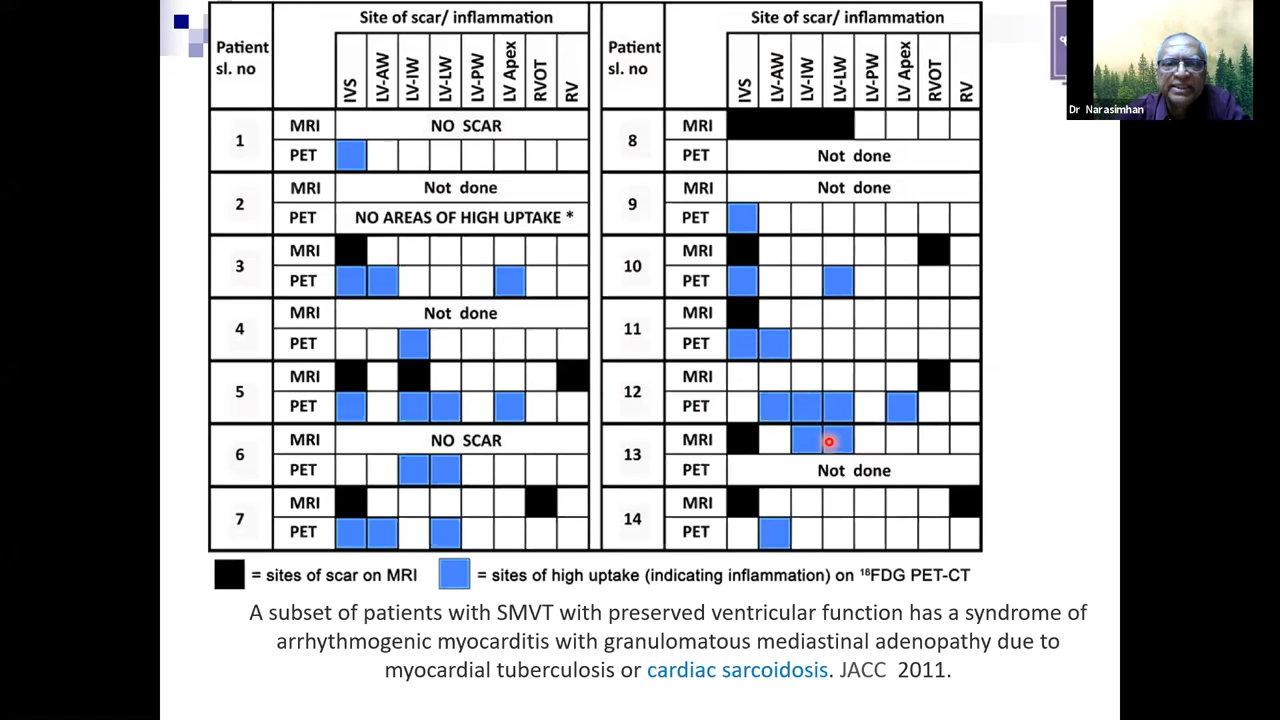 Site of scar/ inflammation
Patient
sl. no
IVS
LV-AW
LV-IW
LV-LW
LV-PW
LV Apex
RVOT
RV
1
MRI
NO SCAR
PET
2
MRI
Not done
PET
NO AREAS OF HIGH UPTAKE *
3
MRI
PET
4
MRI
Not done
PET
5
MRI
PET
6
MRI
NO SCAR
PET
7
MRI
PET
Site of scar/ inflammation
Patient
sl. no
IVS
LV-AW
LV-IW
LV-LW
LV-PW
LV Apex
RVOT
RV
8
MRI
PET
Not done
9
MRI
Not done
PET
10
MRI
PET
11
MRI
PET
12
MRI
PET
13
MRI
PET
Not done
14
MRI
PET
= sites of scar on MRI
= sites of high uptake (indicating inflammation) on ¹⁸FDG PET-CT
A subset of patients with SMVT with preserved ventricular function has a syndrome of
arrhythmogenic myocarditis with granulomatous mediastinal adenopathy due to
myocardial tuberculosis or cardiac sarcoidosis. JACC 2011.
Dr Narasimhan